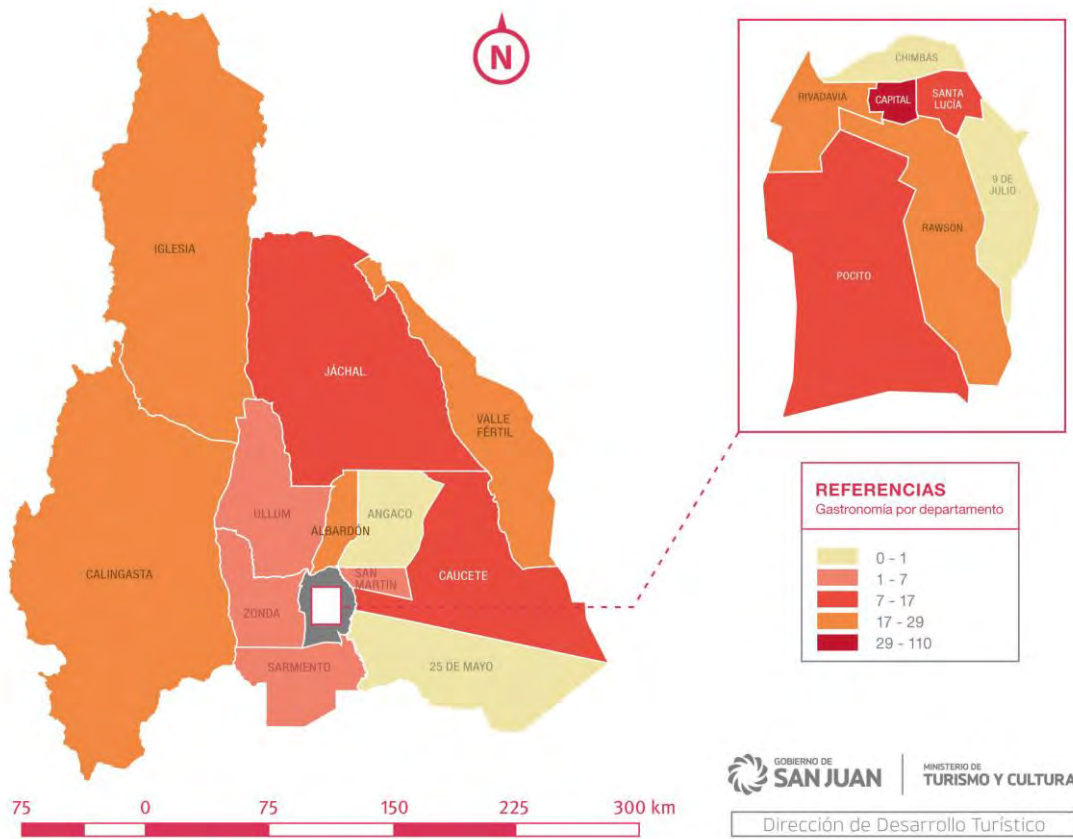 N
IGLESIA
JÁCHAL
VALLE
FÉRTIL
CALINGASTA
ULLUM
ALBARDÓN
ANGACO
SAN
MARTÍN
CAUCETE
ZONDA
SARMIENTO
25 DE MAYO
CHIMBAS
RIVADAVIA
CAPITAL
SANTA
LUCÍA
9 DE
JULIO
RAWSON
POCITO
REFERENCIAS
Gastronomía por departamento
0 - 1
1 - 7
7 - 17
17 - 29
29 - 110
75 0 75 150 225 300 km
GOBIERNO DE
SAN JUAN
MINISTERIO DE
TURISMO Y CULTURA
Dirección de Desarrollo Turístico